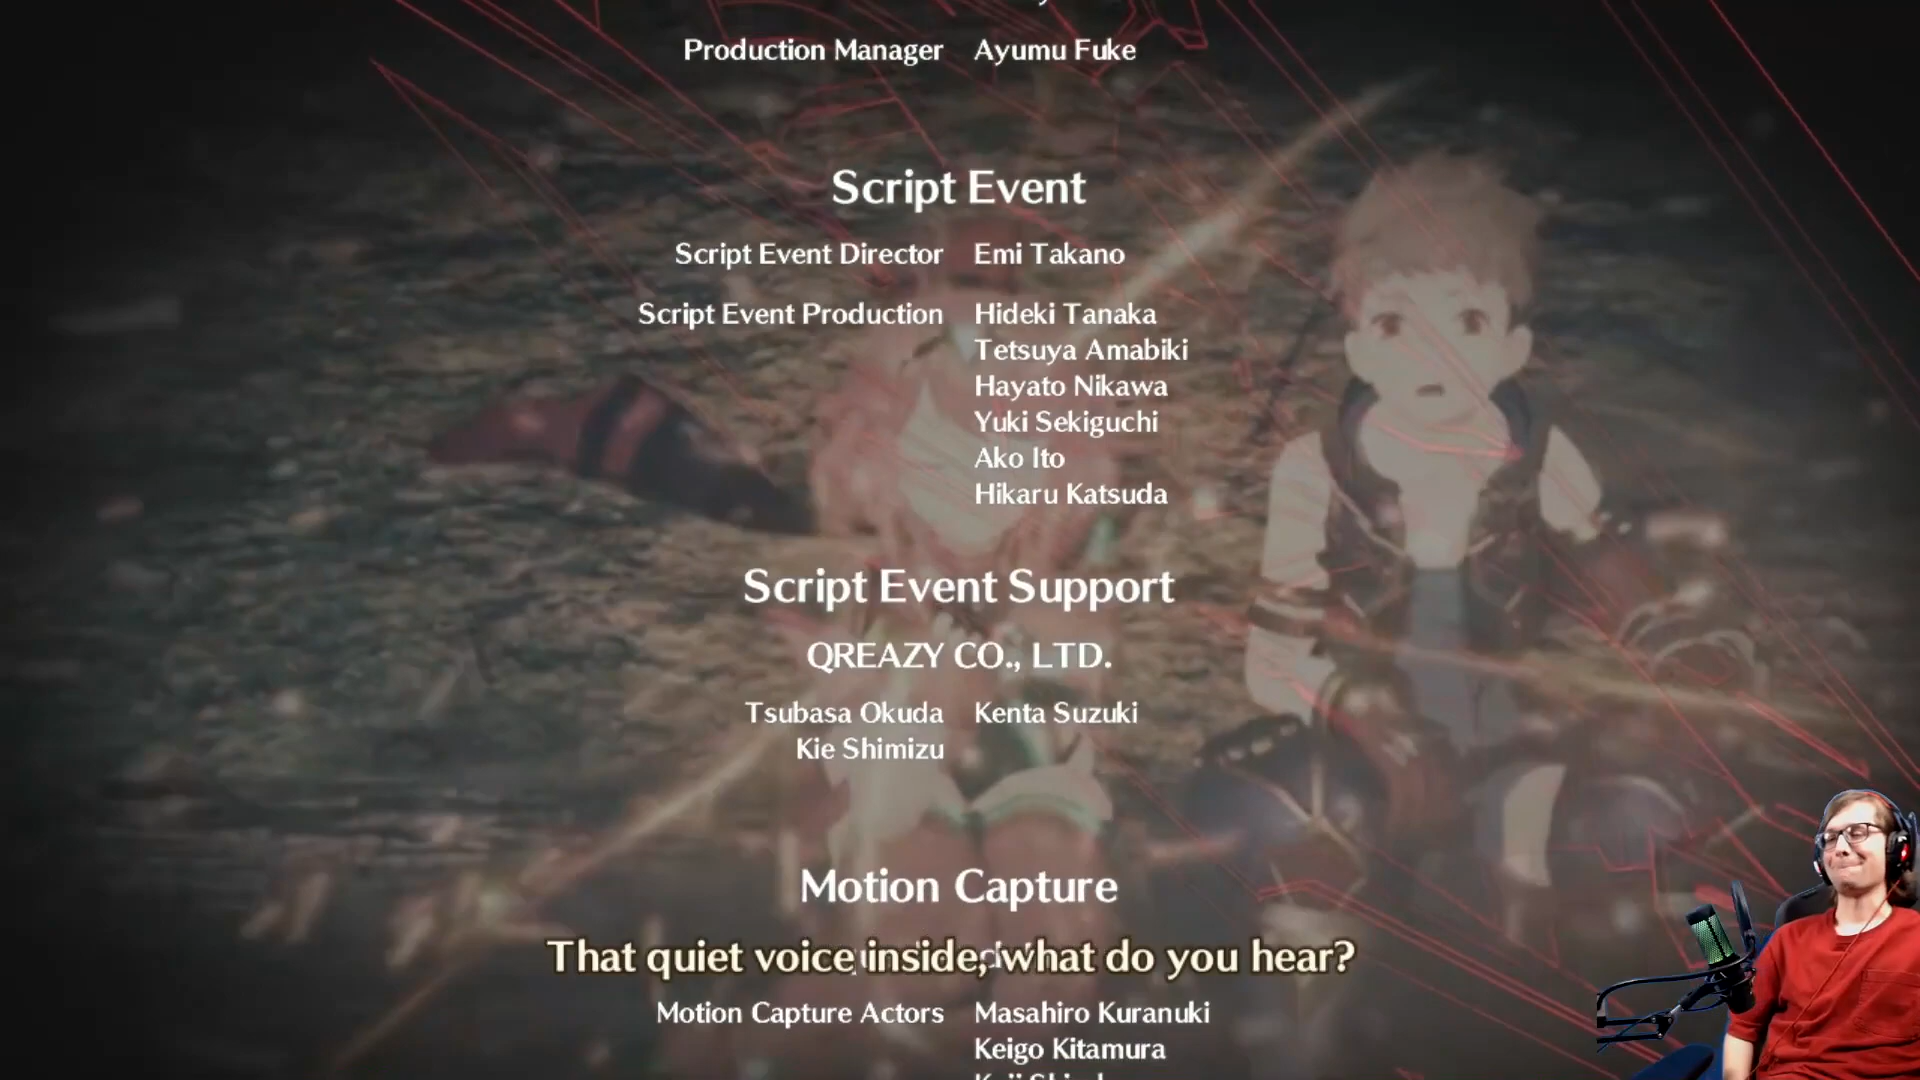 Production Manager Ayumu Fuke
Script Event
Script Event Director Emi Takano
Script Event Production Hideki Tanaka
Tetsuya Amabiki
Hayato Nikawa
Yuki Sekiguchi
Ako Ito
Hikaru Katsuda
Script Event Support
QREAZY CO., LTD.
Tsubasa Okuda Kenta Suzuki
Kie Shimizu
Motion Capture
That quiet voice inside, what do you hear?
Motion Capture Actors Masahiro Kuranuki
Keigo Kitamura